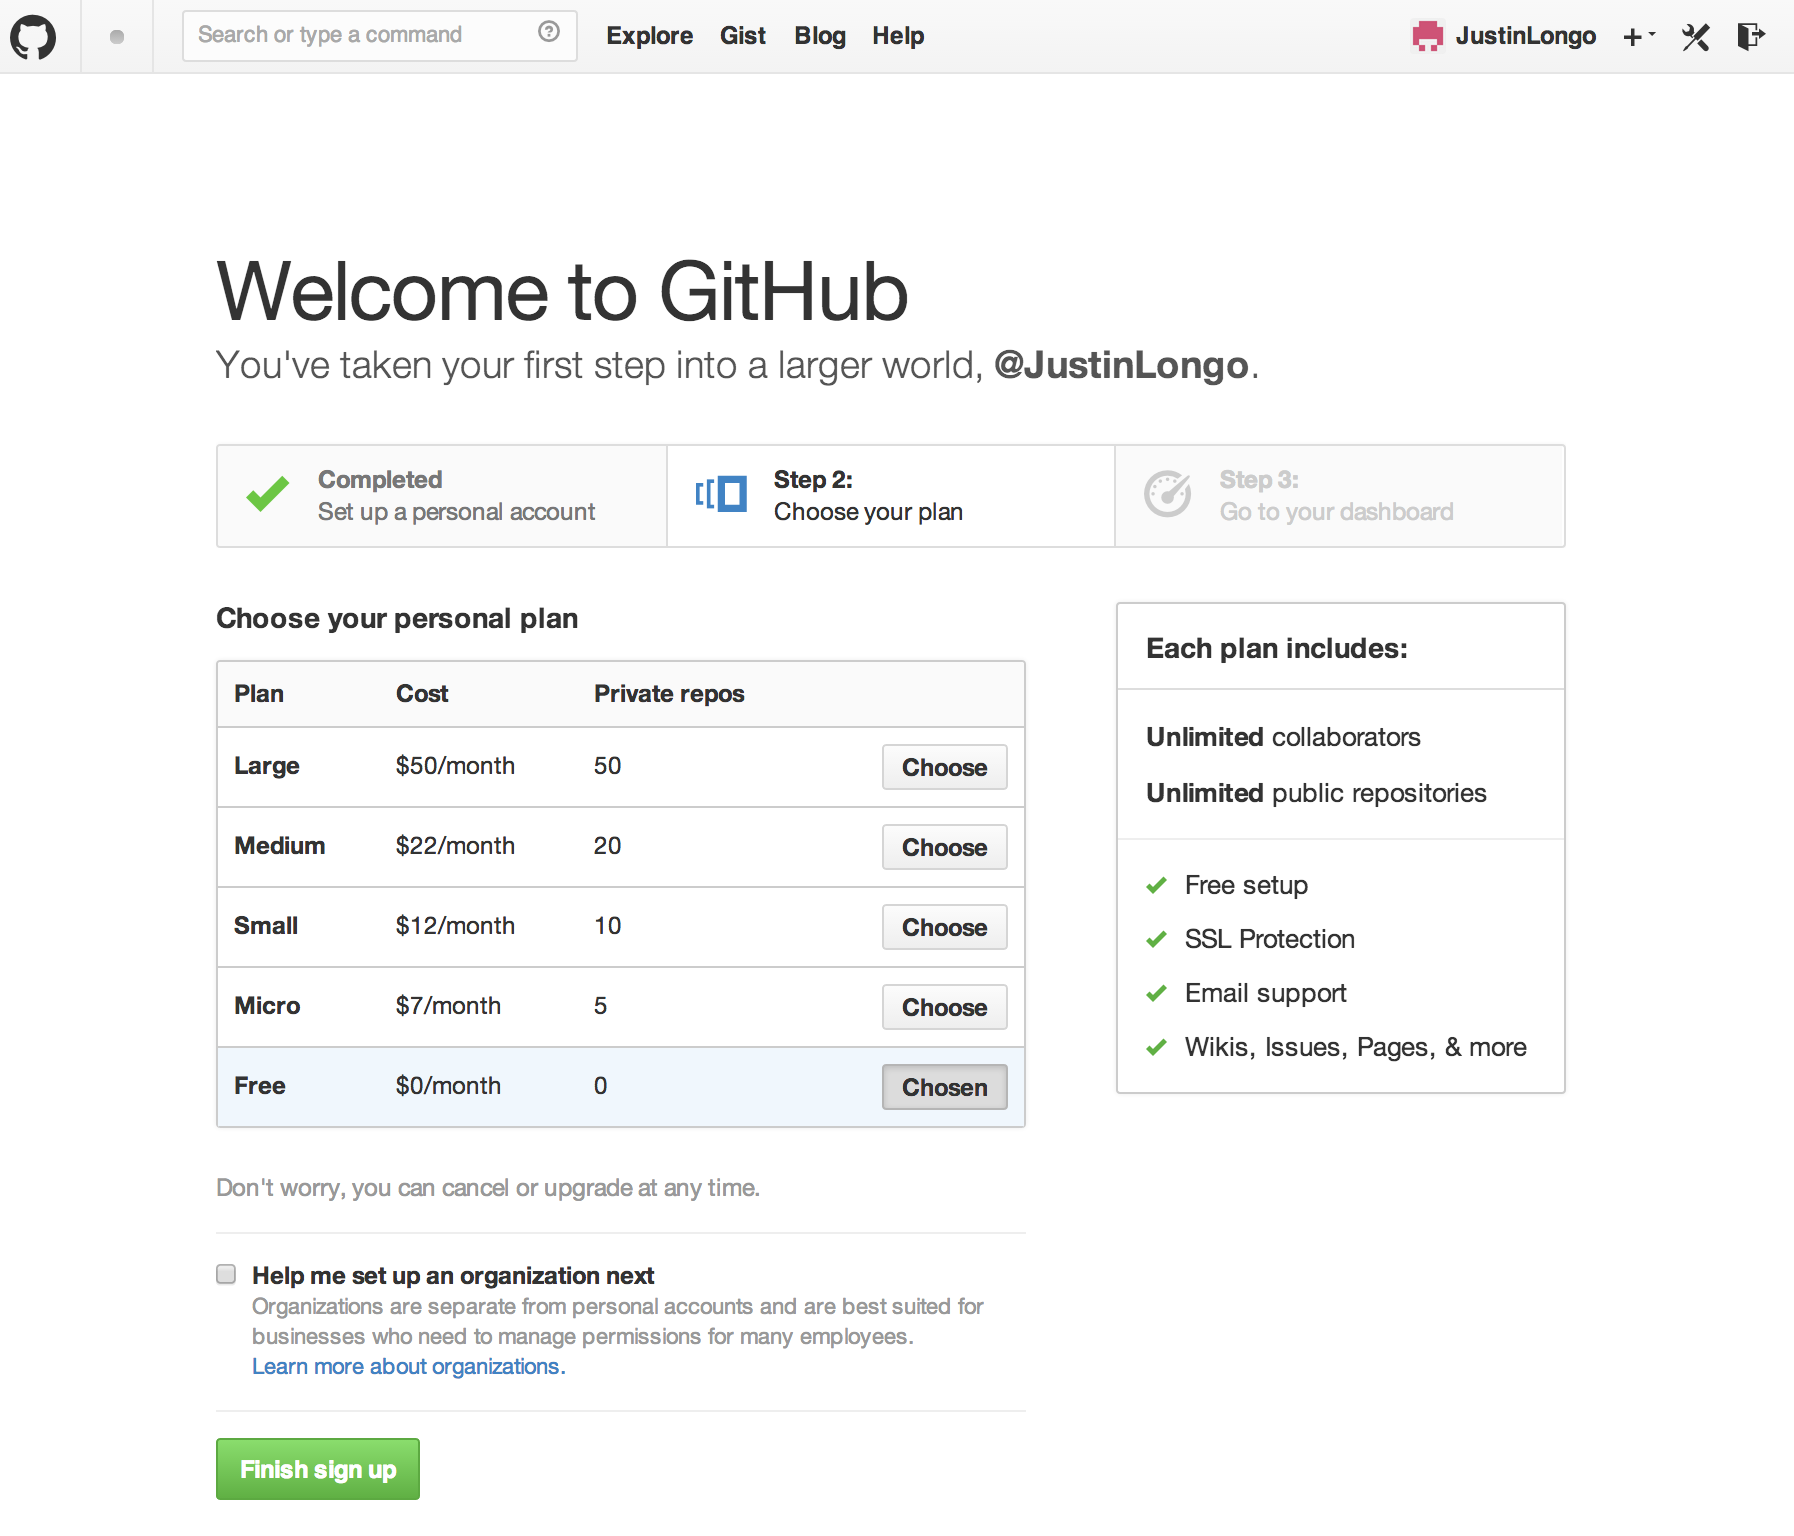 Search or type a command
Explore Gist Blog Help
JustinLongo
Welcome to GitHub
You've taken your first step into a larger world, @JustinLongo.
Completed
Set up a personal account
Step 2:
Choose your plan
Step 3:
Go to your dashboard
Choose your personal plan
Plan Cost Private repos
Large $50/month 50 Choose
Medium $22/month 20 Choose
Small $12/month 10 Choose
Micro $7/month 5 Choose
Free $0/month 0 Chosen
Don't worry, you can cancel or upgrade at any time.
Help me set up an organization next
Organizations are separate from personal accounts and are best suited for
businesses who need to manage permissions for many employees.
Learn more about organizations.
Finish sign up
Each plan includes:
Unlimited collaborators
Unlimited public repositories
Free setup
SSL Protection
Email support
Wikis, Issues, Pages, & more